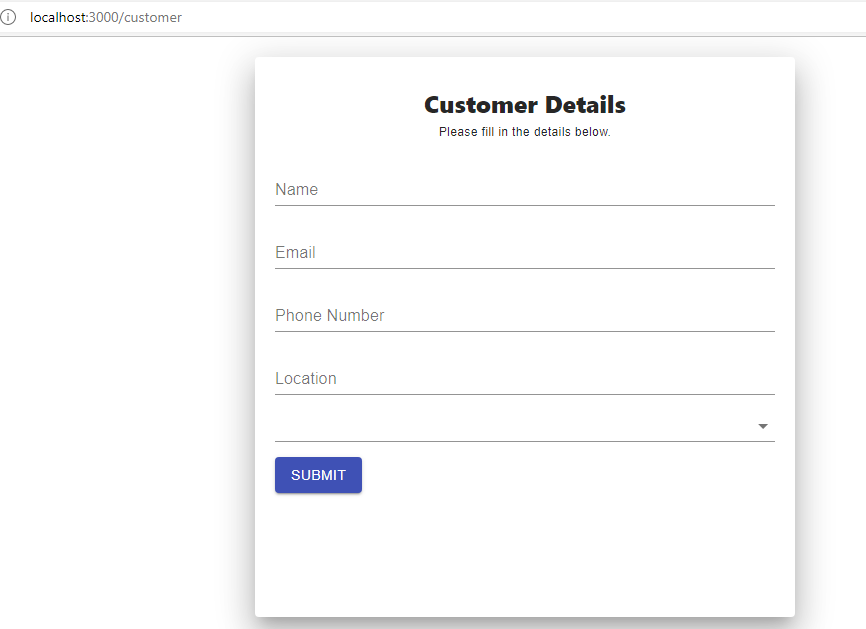 localhost:3000/customer
Customer Details
Please fill in the details below.
Name
Email
Phone Number
Location
SUBMIT